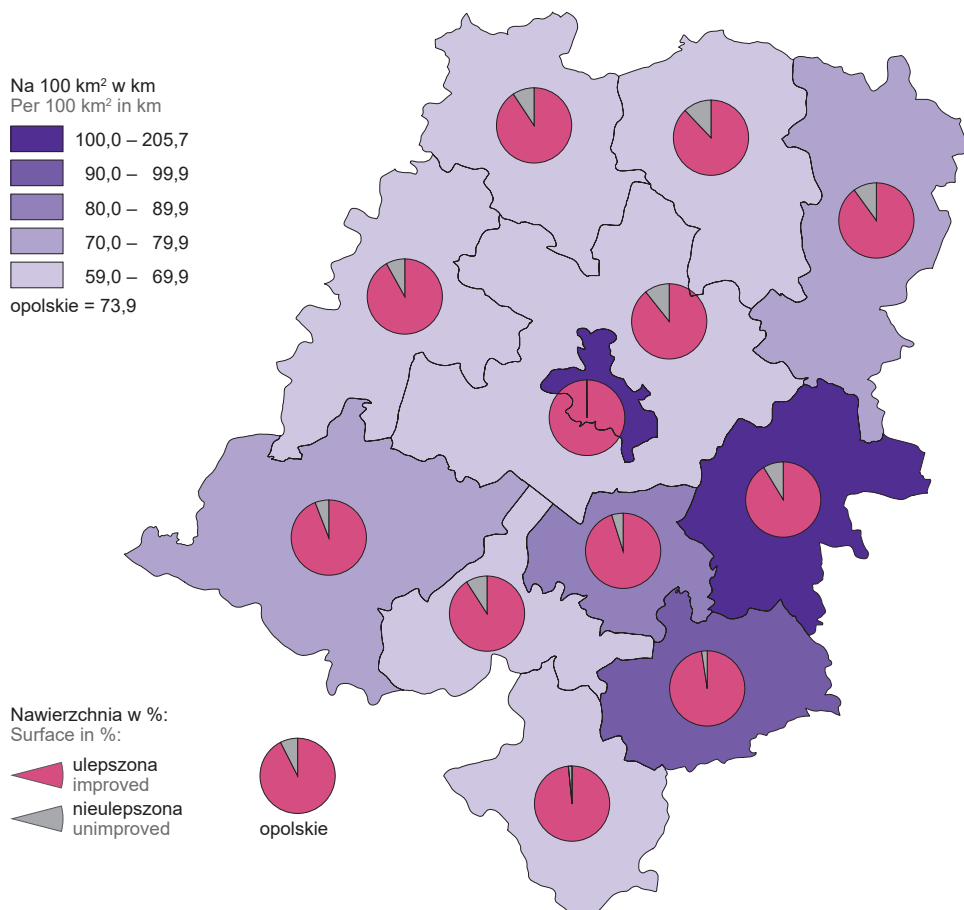 Na 100 km² w km
Per 100 km² in km
100,0 – 205,7
90,0 – 99,9
80,0 – 89,9
70,0 – 79,9
59,0 – 69,9
opolskie = 73,9
Nawierzchnia w %:
Surface in %:
ulepszona
improved
nieulepszona
unimproved
opolskie